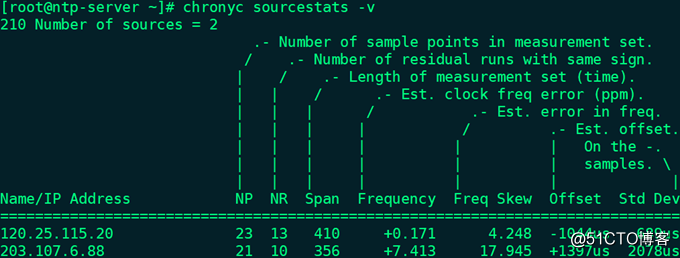 [root@ntp-server ~]# chronyc sourcestats -v
210 Number of sources = 2
                             .- Number of sample points in measurement set.
                            /    .- Number of residual runs with same sign.
                           |    /    .- Length of measurement set (time).
                           |   |    /      .- Est. clock freq error (ppm).
                           |   |   |      /           .- Est. error in freq.
                           |   |   |     |           /         .- Est. offset.
                           |   |   |     |          |          |   On the -.
                           |   |   |     |          |          |   samples. \
                           |   |   |     |          |          |             |
Name/IP Address            NP  NR  Span  Frequency  Freq Skew  Offset  Std Dev
==============================================================================
120.25.115.20              23  13   410     +0.171      4.248  -1044us   689us
203.107.6.88               21  10   356     +7.413     17.945  +1397us  2078us
@51CTO博客